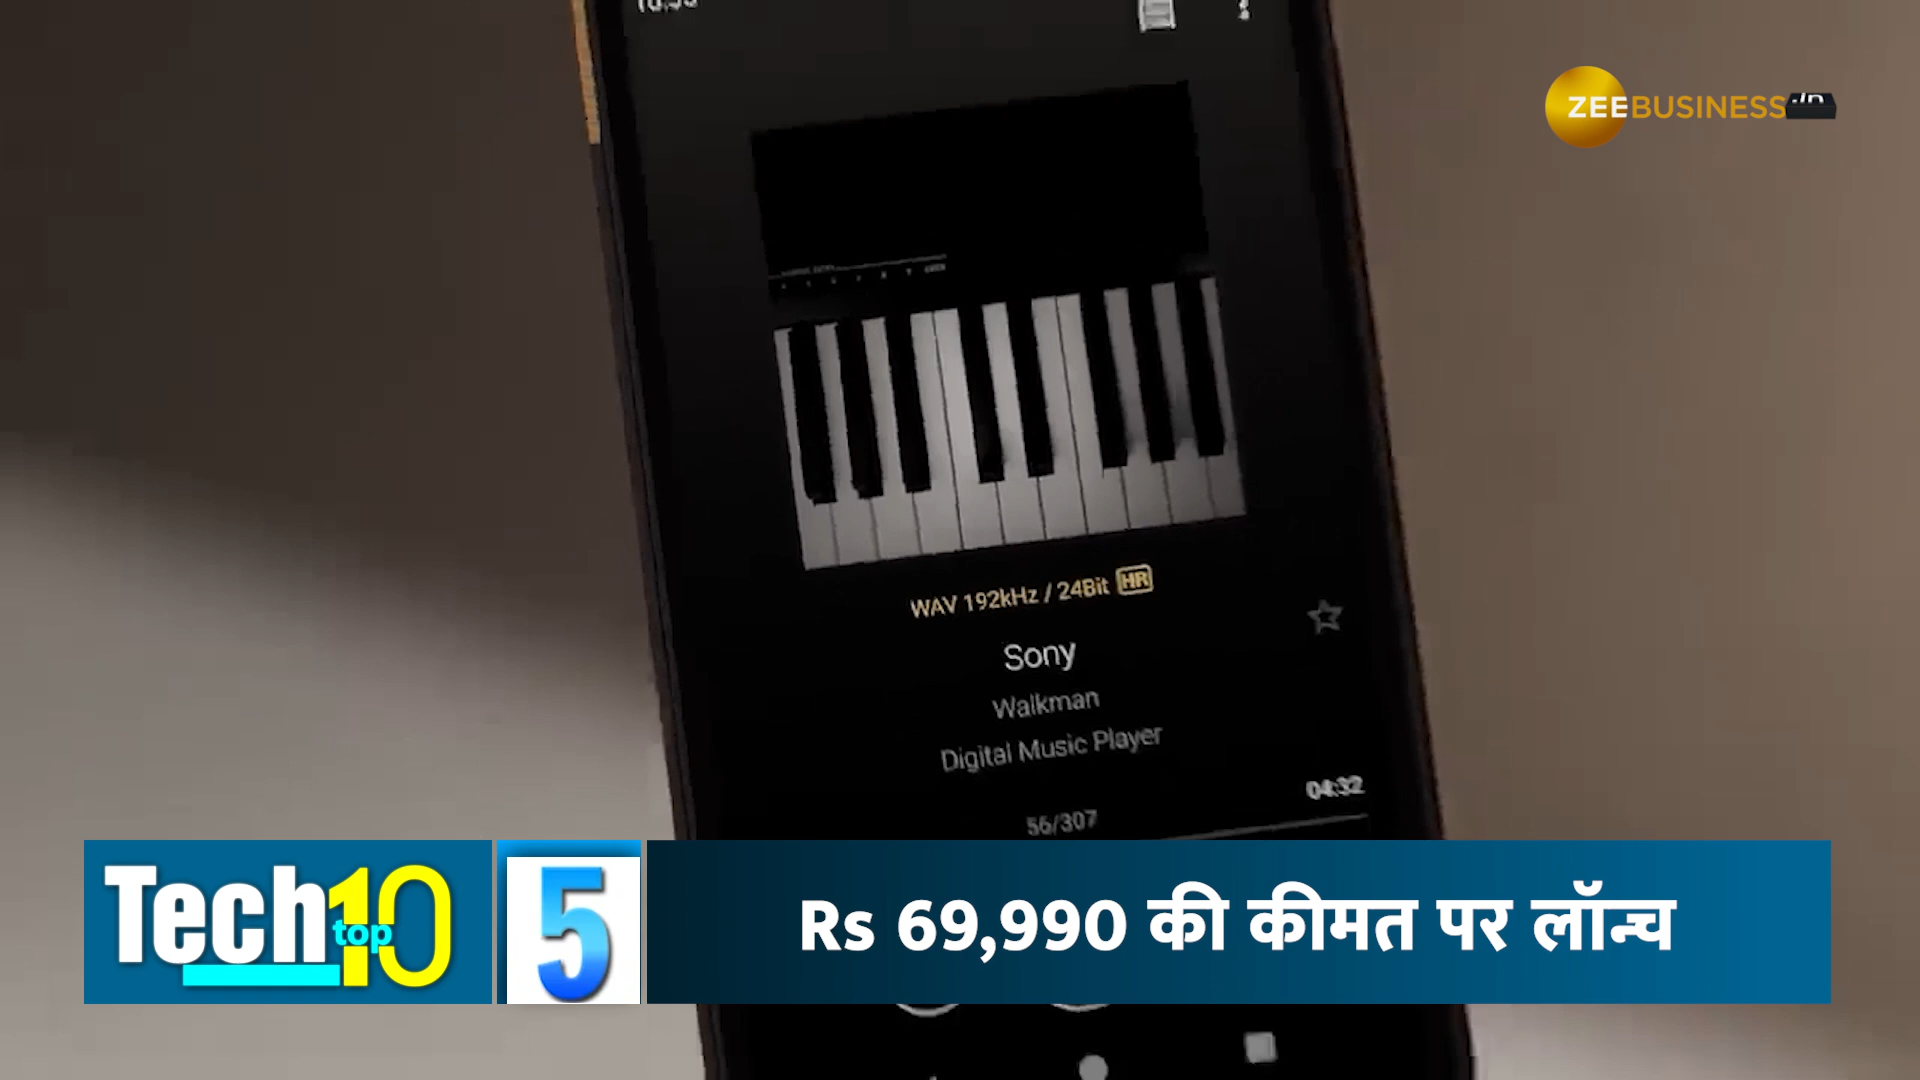 ZEEBUSINESS
WAV 192kHz / 24Bit HR
Sony
Walkman
Digital Music Player
04:32
56/307
Tech top 10
5
Rs 69,990 की कीमत पर लॉन्च